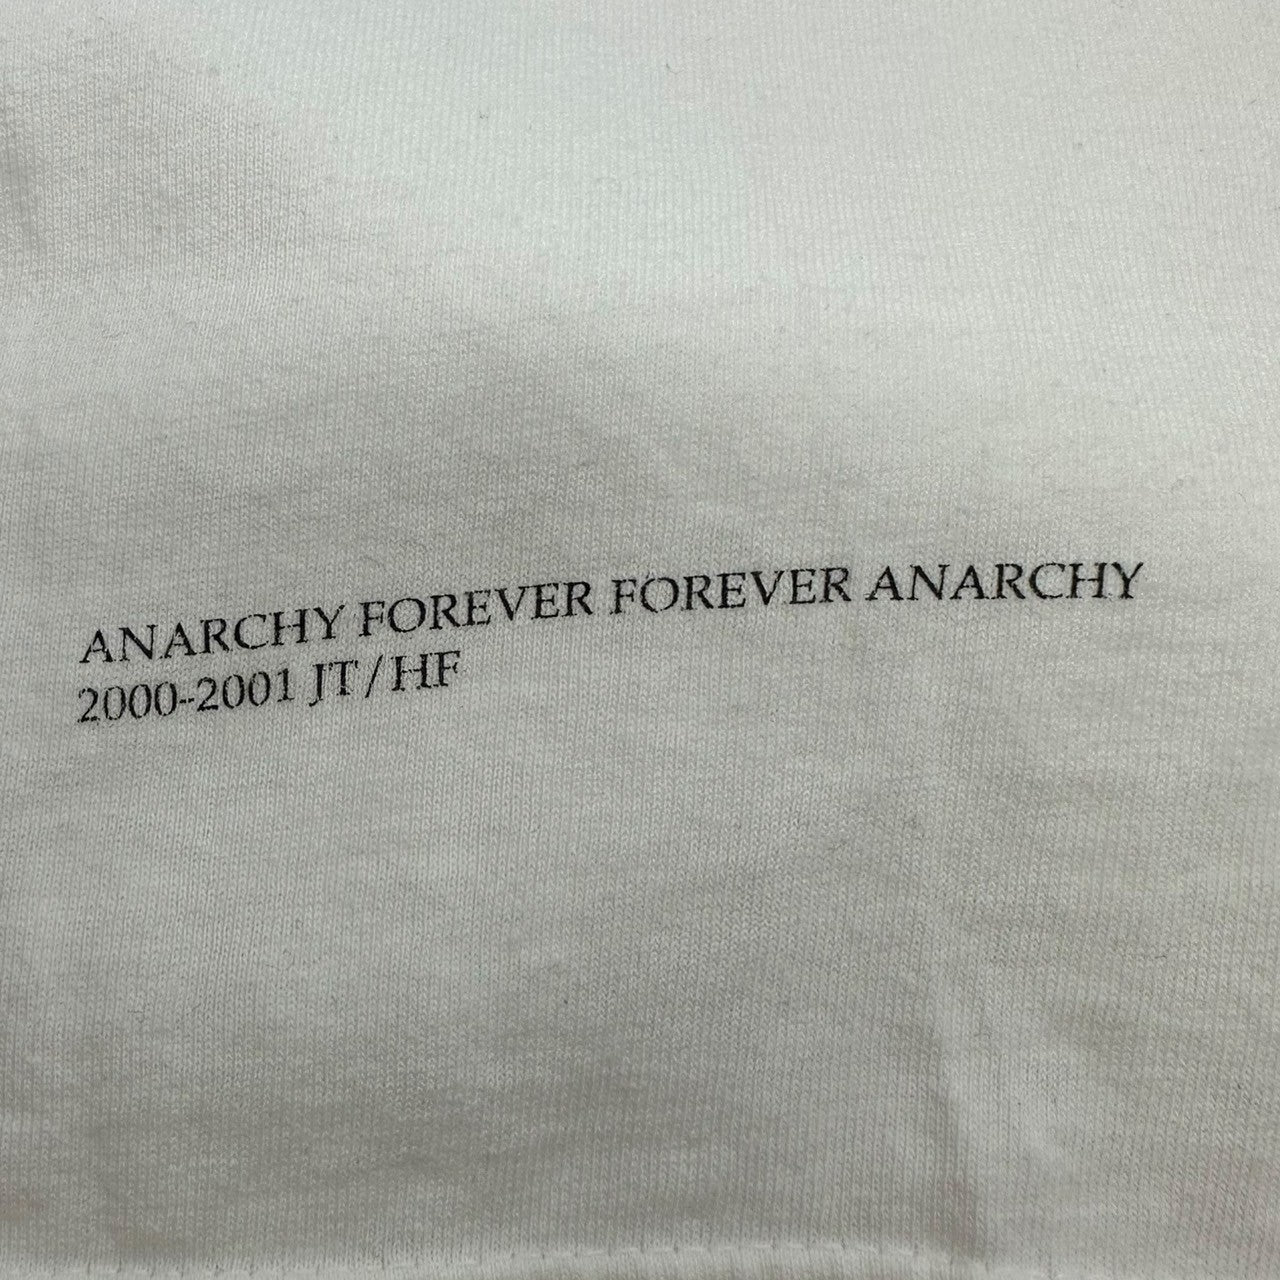 ANARCHY FOREVER FOREVER ANARCHY
2000-2001 JT/HF